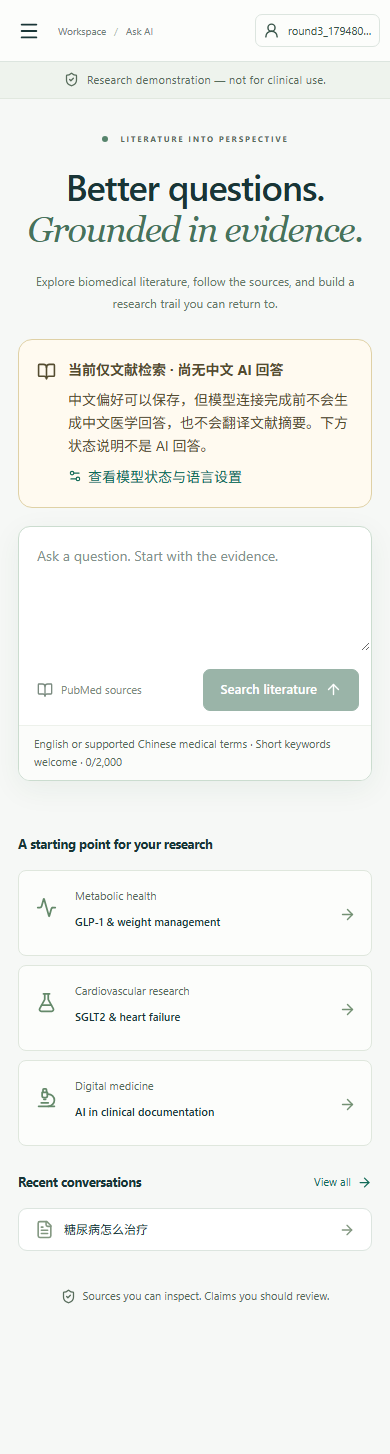 Workspace / Ask AI
round3_179480...
Research demonstration — not for clinical use.
LITERATURE INTO PERSPECTIVE
Better questions.
Grounded in evidence.
Explore biomedical literature, follow the sources, and build a
research trail you can return to.
当前仅文献检索 · 尚无中文 AI 回答
中文偏好可以保存，但模型连接完成前不会生
成中文医学回答，也不会翻译文献摘要。下方
状态说明不是 AI 回答。
查看模型状态与语言设置
Ask a question. Start with the evidence.
PubMed sources
Search literature
English or supported Chinese medical terms · Short keywords
welcome · 0/2,000
A starting point for your research
Metabolic health
GLP-1 & weight management
Cardiovascular research
SGLT2 & heart failure
Digital medicine
AI in clinical documentation
Recent conversations
View all
糖尿病怎么治疗
Sources you can inspect. Claims you should review.